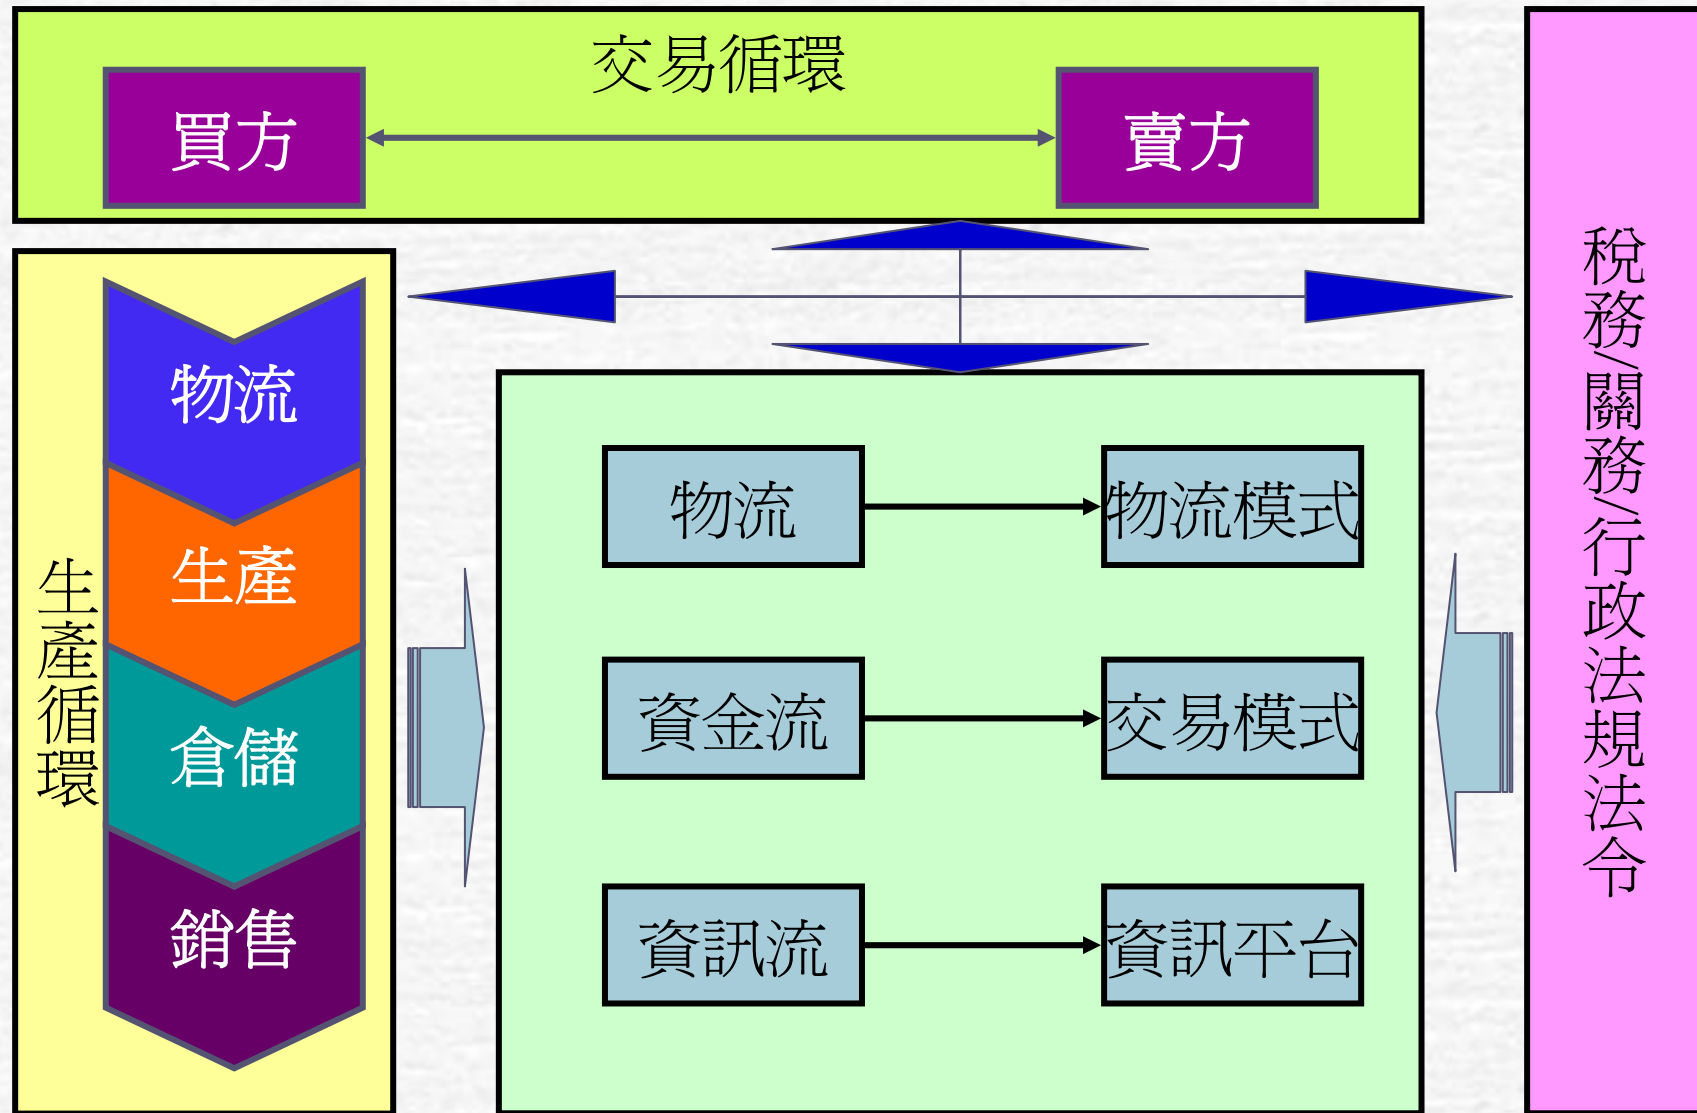 交易循環
買方
賣方
生產循環
物流
生產
倉儲
銷售
物流
物流模式
資金流
交易模式
資訊流
資訊平台
稅務/關務/行政法規法令